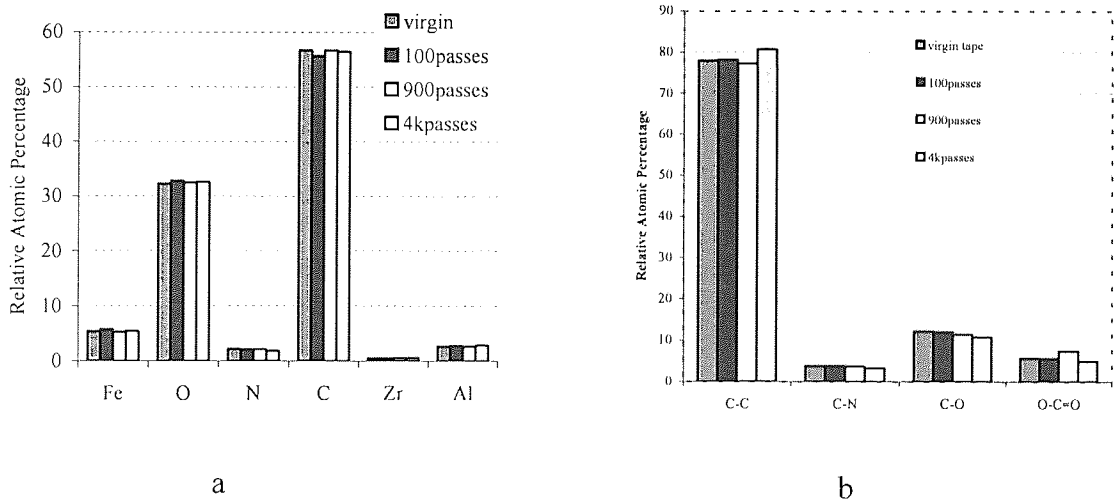 Relative Atomic Percentage
60
50
40
30
20
10
0
Fe O N C Zr Al
virgin
100passes
900passes
4kpasses
a
Relative Atomic Percentage
90
80
70
60
50
40
30
20
10
0
C-C C-N C-O O-C=O
virgin tape
100passes
900passes
4kpasses
b